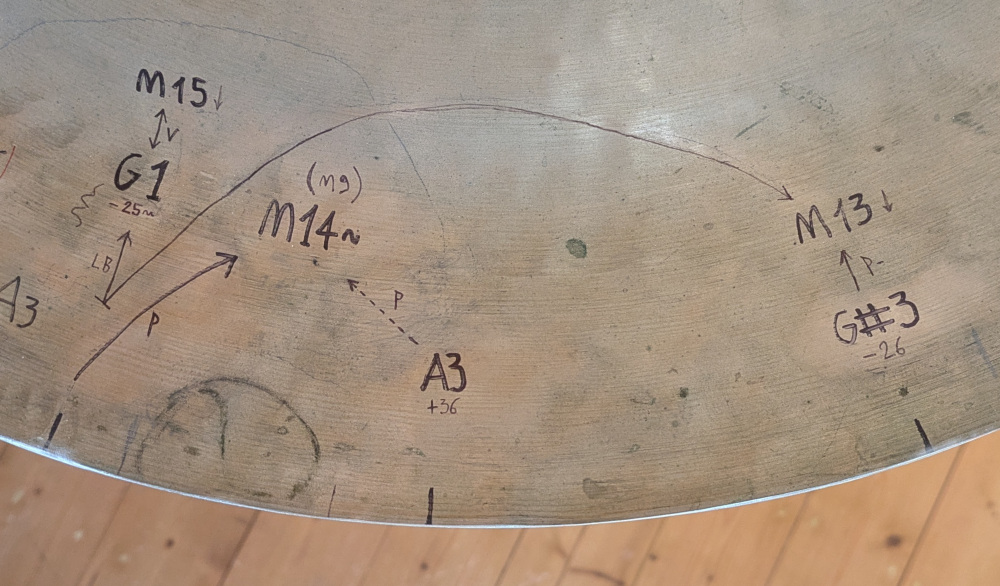 M15↓
V
G1
-25~
LB
A3
P
(M9)
M14~
P
A3
+36
M13↓
P-
G#3
-26